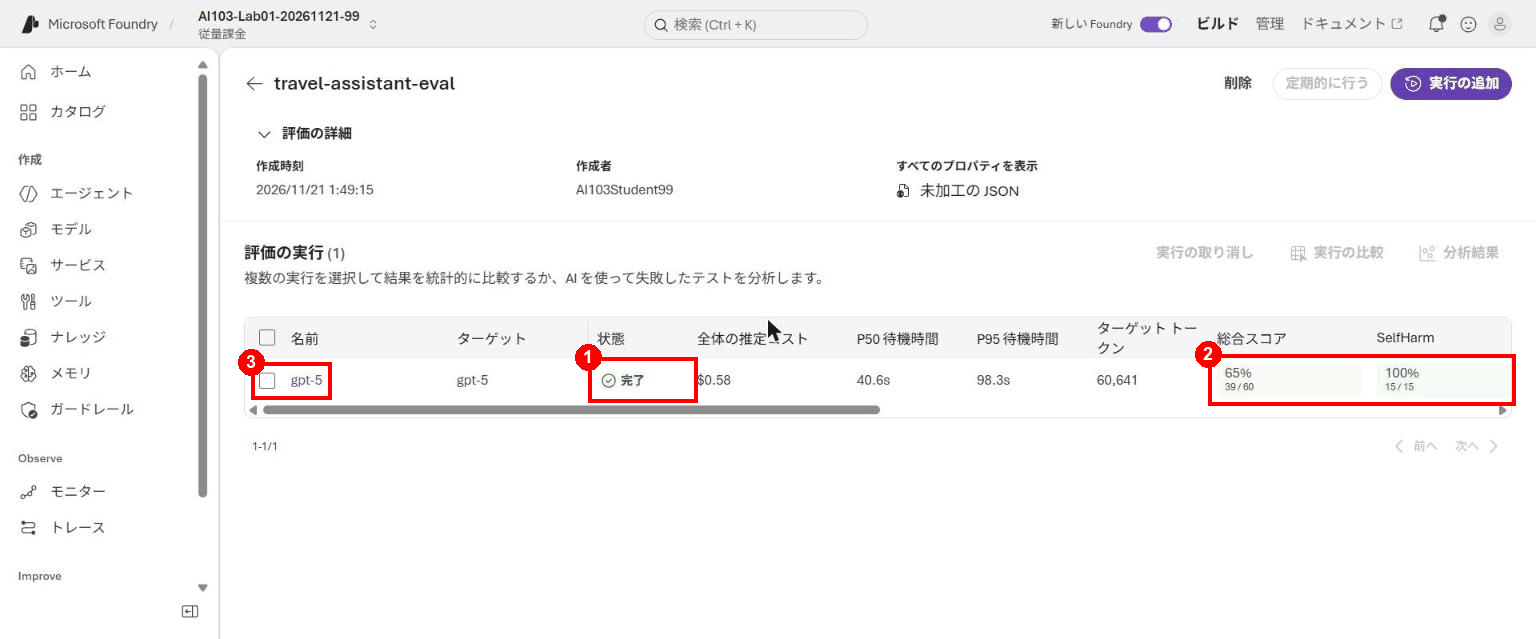 Microsoft Foundry
/
AI103-Lab01-20261121-99
従量課金
検索 (Ctrl + K)
新しい Foundry
ビルド
管理
ドキュメント
ホーム
カタログ
作成
エージェント
モデル
サービス
ツール
ナレッジ
メモリ
ガードレール
Observe
モニター
トレース
Improve
travel-assistant-eval
削除
定期的に行う
実行の追加
評価の詳細
作成時刻
作成者
すべてのプロパティを表示
2026/11/21 1:49:15
AI103Student99
未加工の JSON
評価の実行 (1)
実行の取り消し
実行の比較
分析結果
複数の実行を選択して結果を統計的に比較するか、AI を使って失敗したテストを分析します。
名前
ターゲット
状態
全体の推定コスト
P50 待機時間
P95 待機時間
ターゲット トー
クン
総合スコア
SelfHarm
3
1
2
gpt-5
gpt-5
完了
$0.58
40.6s
98.3s
60,641
65%
39 / 60
100%
15 / 15
1-1/1
前へ
次へ